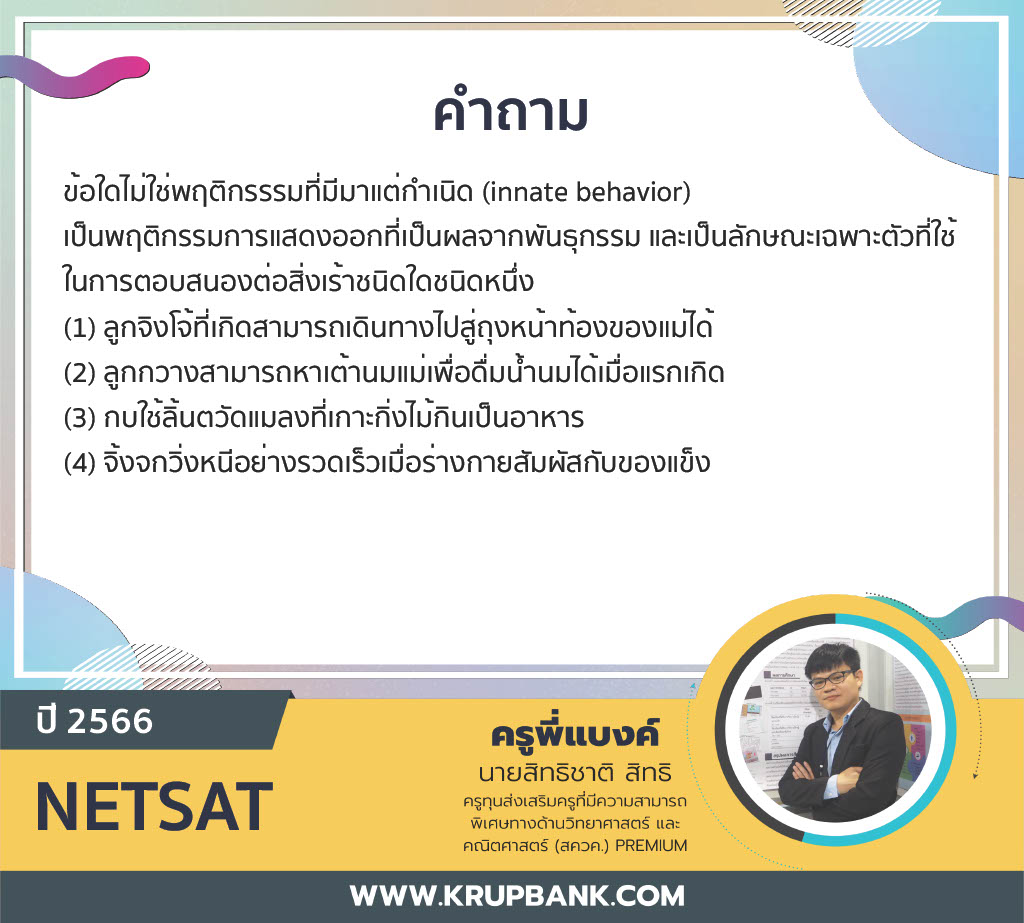 คำถาม
ข้อใดไม่ใช่พฤติกรรรมที่มีมาแต่กำเนิด (innate behavior)
เป็นพฤติกรรมการแสดงออกที่เป็นผลจากพันธุกรรม และเป็นลักษณะเฉพาะตัวที่ใช้
ในการตอบสนองต่อสิ่งเร้าชนิดใดชนิดหนึ่ง
(1) ลูกจิงโจ้ที่เกิดสามารถเดินทางไปสู่ถุงหน้าท้องของแม่ได้
(2) ลูกกวางสามารถหาเต้านมแม่เพื่อดื่มน้ำนมได้เมื่อแรกเกิด
(3) กบใช้ลิ้นตวัดแมลงที่เกาะกิ่งไม้กินเป็นอาหาร
(4) จิ้งจกวิ่งหนีอย่างรวดเร็วเมื่อร่างกายสัมผัสกับของแข็ง
ปี 2566
NETSAT
ครูพี่แบงค์
นายสิทธิชาติ สิทธิ
ครูทุนส่งเสริมครูที่มีความสามารถ
พิเศษทางด้านวิทยาศาสตร์ และ
คณิตศาสตร์ (สควค.) PREMIUM
WWW.KRUPBANK.COM